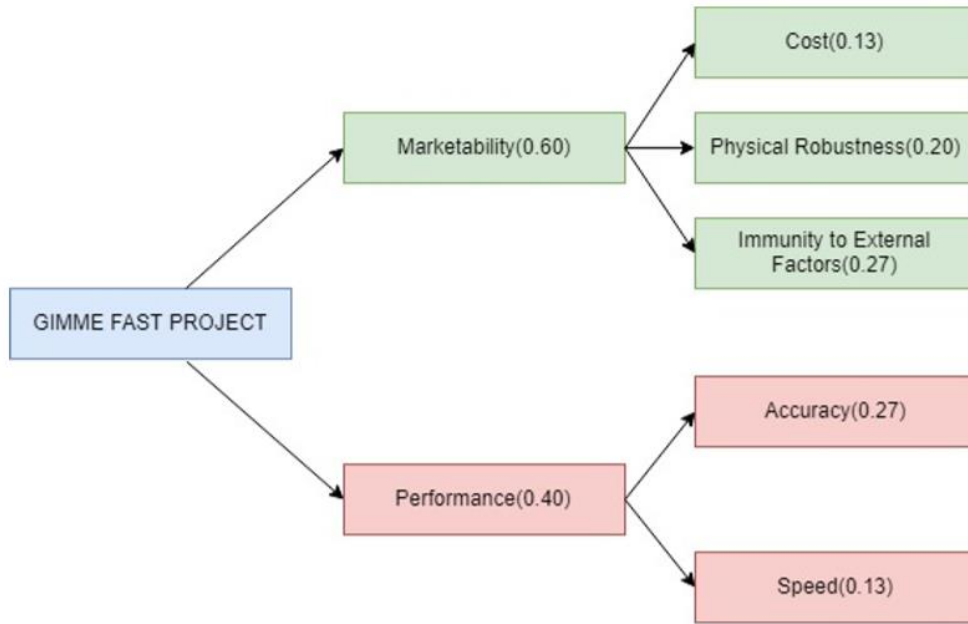 Cost(0.13)
Marketability(0.60)
Physical Robustness(0.20)
Immunity to External
Factors(0.27)
GIMME FAST PROJECT
Accuracy(0.27)
Performance(0.40)
Speed(0.13)